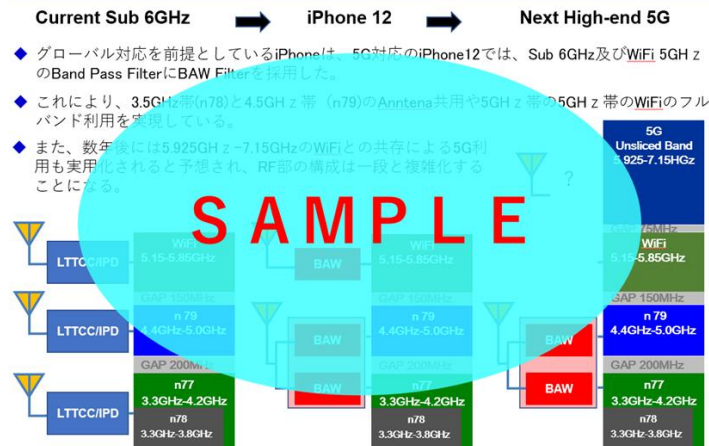 Current Sub 6GHz
iPhone 12
Next High-end 5G
グローバル対応を前提としているiPhoneは、5G対応のiPhone12では、Sub 6GHz及びWiFi 5GHｚ
のBand Pass FilterにBAW Filterを採用した。
これにより、3.5GHz帯(n78)と4.5GHｚ帯（n79)のAnntena共用や5GHｚ帯の5GHｚ帯のWiFiのフル
バンド利用を実現している。
また、数年後には5.925GHｚ–7.15GHzのWiFiとの共存による5G利
用も実用化されると予想され、RF部の構成は一段と複雑化する
ことになる。
SAMPLE
LTTCC/IPD
WiFi
5.15-5.85GHz
GAP 150MHz
LTTCC/IPD
n 79
4.4GHz-5.0GHz
GAP 200MHz
LTTCC/IPD
n77
3.3GHz-4.2GHz
n78
3.3GHz-3.8GHz
BAW
WiFi
5.15-5.85GHz
GAP 150MHz
BAW
n 79
4.4GHz-5.0GHz
GAP 200MHz
BAW
n77
3.3GHz-4.2GHz
n78
3.3GHz-3.8GHz
?
5G
Unsliced Band
5.925-7.15HGz
GAP 75MHz
WiFi
5.15-5.85GHz
GAP 150MHz
BAW
n 79
4.4GHz-5.0GHz
GAP 200MHz
BAW
n77
3.3GHz-4.2GHz
n78
3.3GHz-3.8GHz